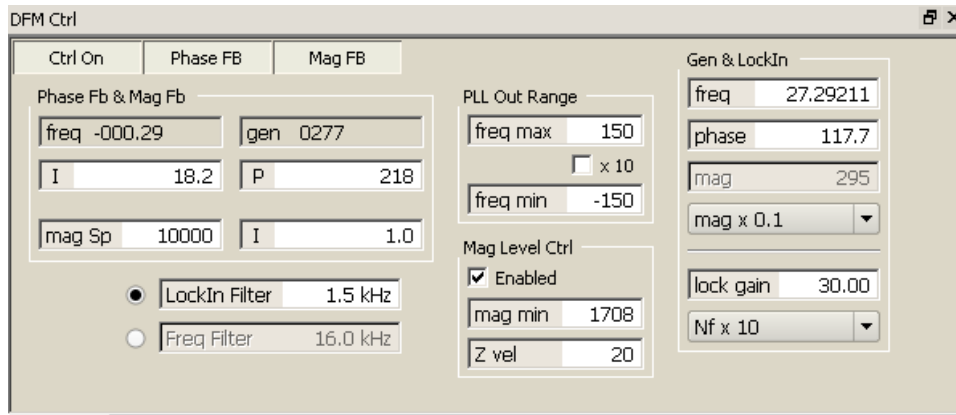 DFM Ctrl
Ctrl On Phase FB Mag FB
Phase Fb & Mag Fb
freq -000.29 gen 0277
I 18.2 P 218
mag Sp 10000 I 1.0
LockIn Filter 1.5 kHz
Freq Filter 16.0 kHz
PLL Out Range
freq max 150
x 10
freq min -150
Mag Level Ctrl
Enabled
mag min 1708
Z vel 20
Gen & LockIn
freq 27.29211
phase 117.7
mag 295
mag x 0.1
lock gain 30.00
Nf x 10